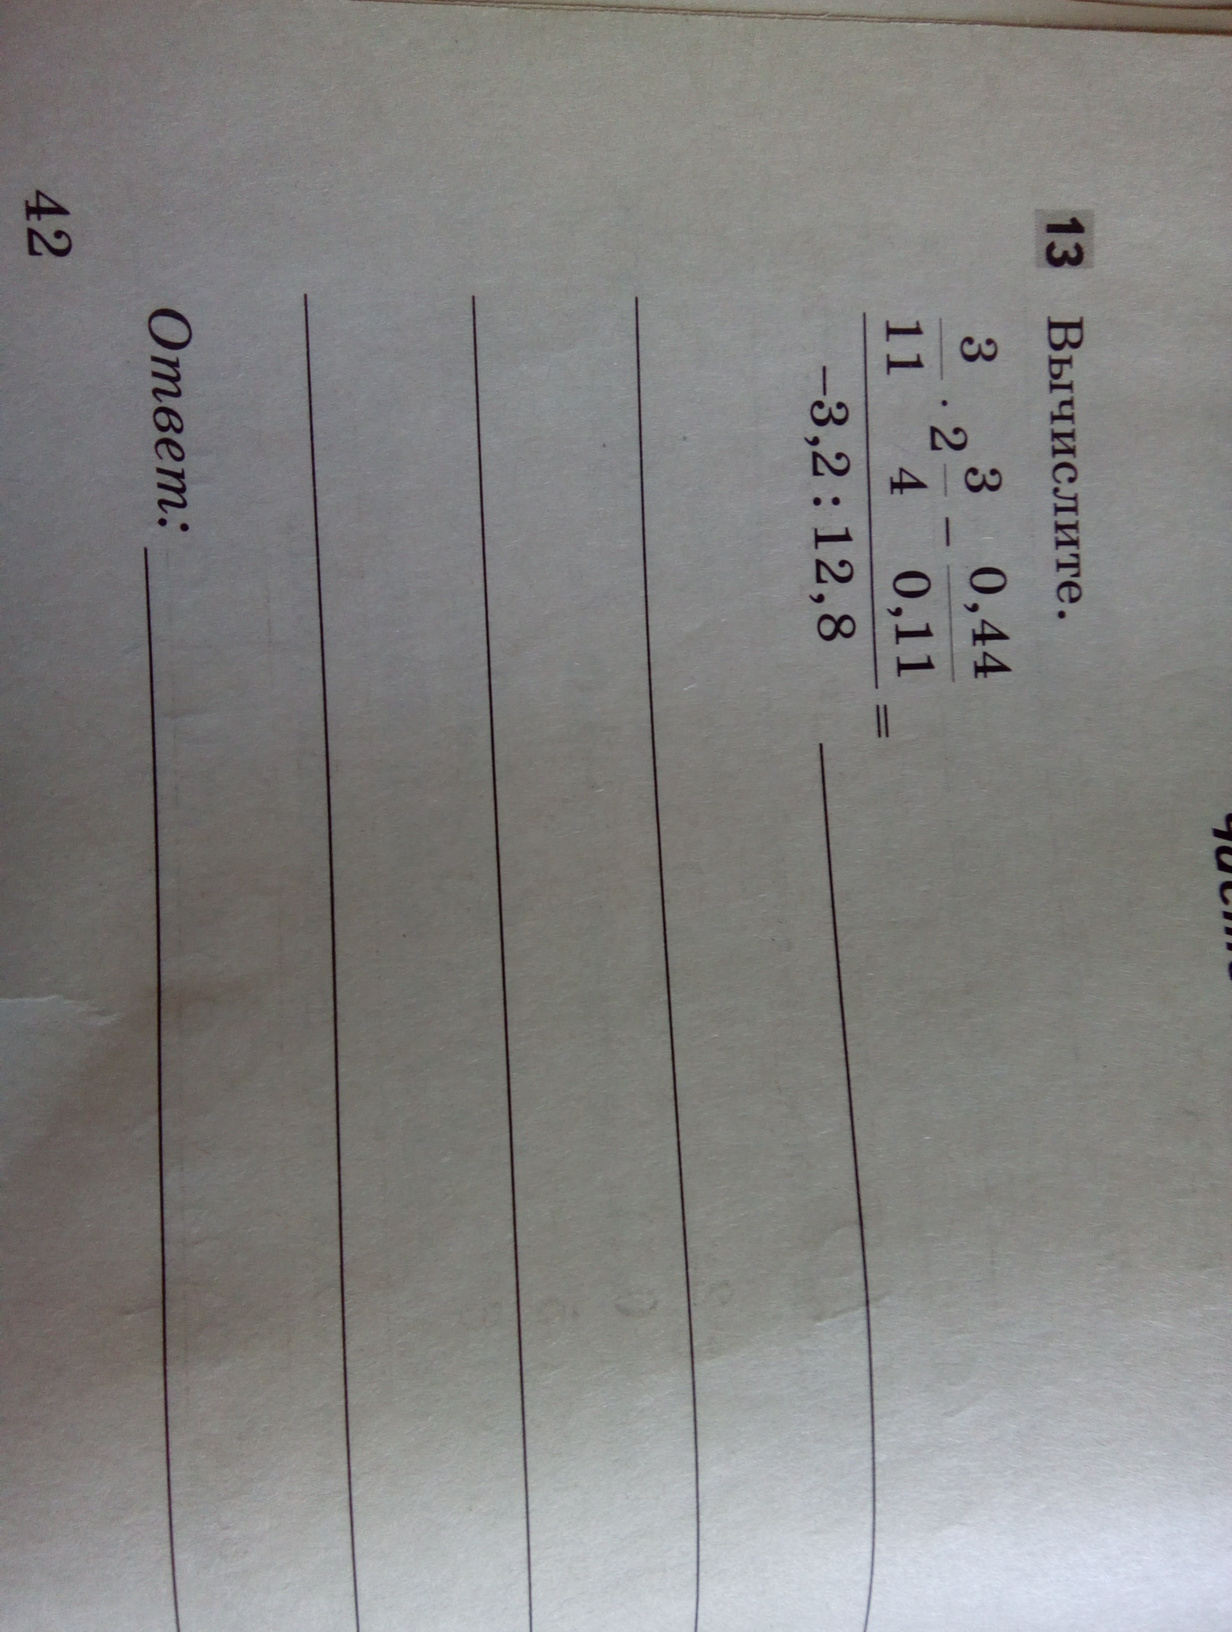 13 Вычислите.
3/11 · 2 3/4 − 0,44/0,11
−3,2 : 12,8 =
Ответ:
42